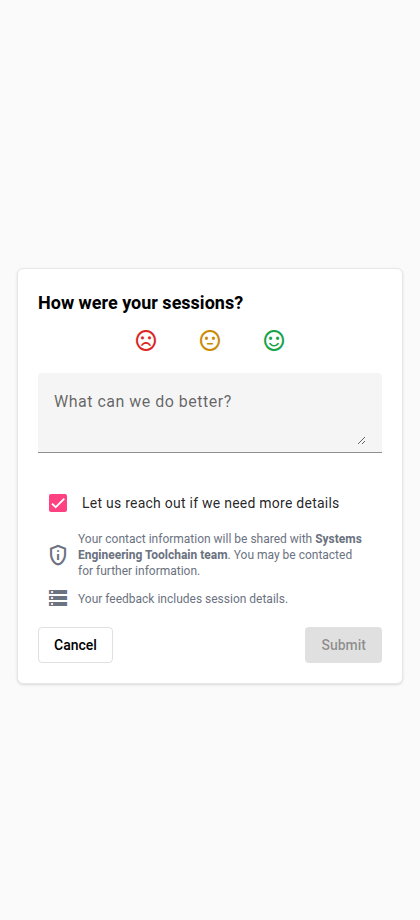 How were your sessions?
What can we do better?
Let us reach out if we need more details
Your contact information will be shared with Systems
Engineering Toolchain team. You may be contacted
for further information.
Your feedback includes session details.
Cancel
Submit